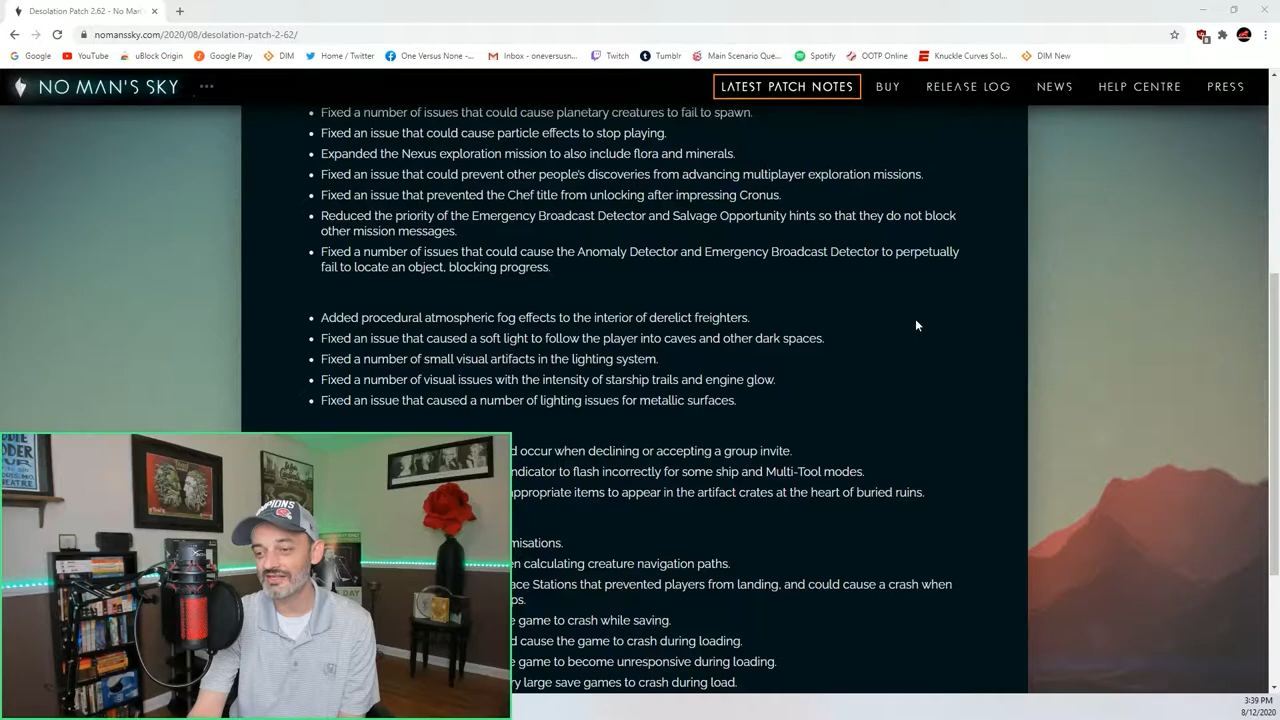 Desolation Patch 2.62 - No Man's
nomanssky.com/2020/08/desolation-patch-2-62/
Google YouTube uBlock Origin Google Play DIM Home / Twitter One Versus None -... Inbox - oneversusn... Twitch Tumblr Main Scenario Que... Spotify OOTP Online Knuckle Curves Sol... DIM New
NO MAN'S SKY LATEST PATCH NOTES BUY RELEASE LOG NEWS HELP CENTRE PRESS
Fixed a number of issues that could cause planetary creatures to fail to spawn.
Fixed an issue that could cause particle effects to stop playing.
Expanded the Nexus exploration mission to also include flora and minerals.
Fixed an issue that could prevent other people's discoveries from advancing multiplayer exploration missions.
Fixed an issue that prevented the Chef title from unlocking after impressing Cronus.
Reduced the priority of the Emergency Broadcast Detector and Salvage Opportunity hints so that they do not block
other mission messages.
Fixed a number of issues that could cause the Anomaly Detector and Emergency Broadcast Detector to perpetually
fail to locate an object, blocking progress.
Added procedural atmospheric fog effects to the interior of derelict freighters.
Fixed an issue that caused a soft light to follow the player into caves and other dark spaces.
Fixed a number of small visual artifacts in the lighting system.
Fixed a number of visual issues with the intensity of starship trails and engine glow.
Fixed an issue that caused a number of lighting issues for metallic surfaces.
d occur when declining or accepting a group invite.
ndicator to flash incorrectly for some ship and Multi-Tool modes.
appropriate items to appear in the artifact crates at the heart of buried ruins.
misations.
en calculating creature navigation paths.
ace Stations that prevented players from landing, and could cause a crash when
ps.
e game to crash while saving.
d cause the game to crash during loading.
e game to become unresponsive during loading.
ry large save games to crash during load.
3:39 PM
8/12/2020